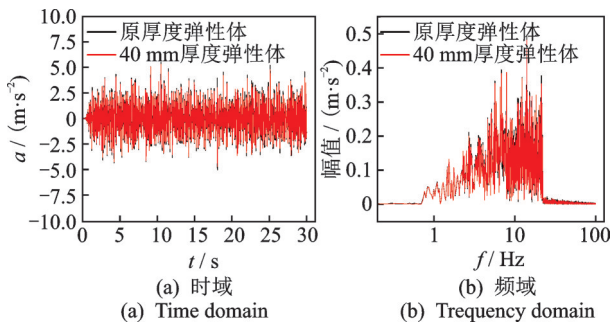 10.0
7.5
5.0
2.5
0
−2.5
−5.0
−7.5
−10.0
a / (m·s⁻²)
原厚度弹性体
40 mm厚度弹性体
0 5 10 15 20 25 30
t / s
(a) 时域
(a) Time domain
0.5
0.4
0.3
0.2
0.1
0
幅值 / (m·s⁻²)
原厚度弹性体
40 mm厚度弹性体
1 10 100
f / Hz
(b) 频域
(b) Trequency domain